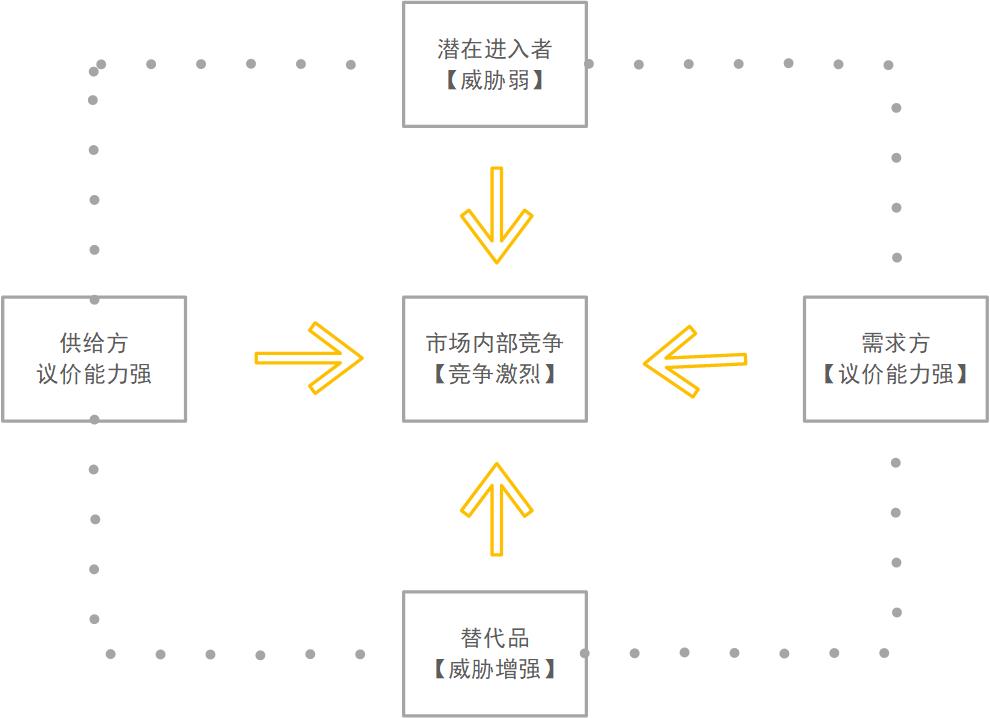 潜在进入者
【威胁弱】
供给方
议价能力强
市场内部竞争
【竞争激烈】
需求方
【议价能力强】
替代品
【威胁增强】